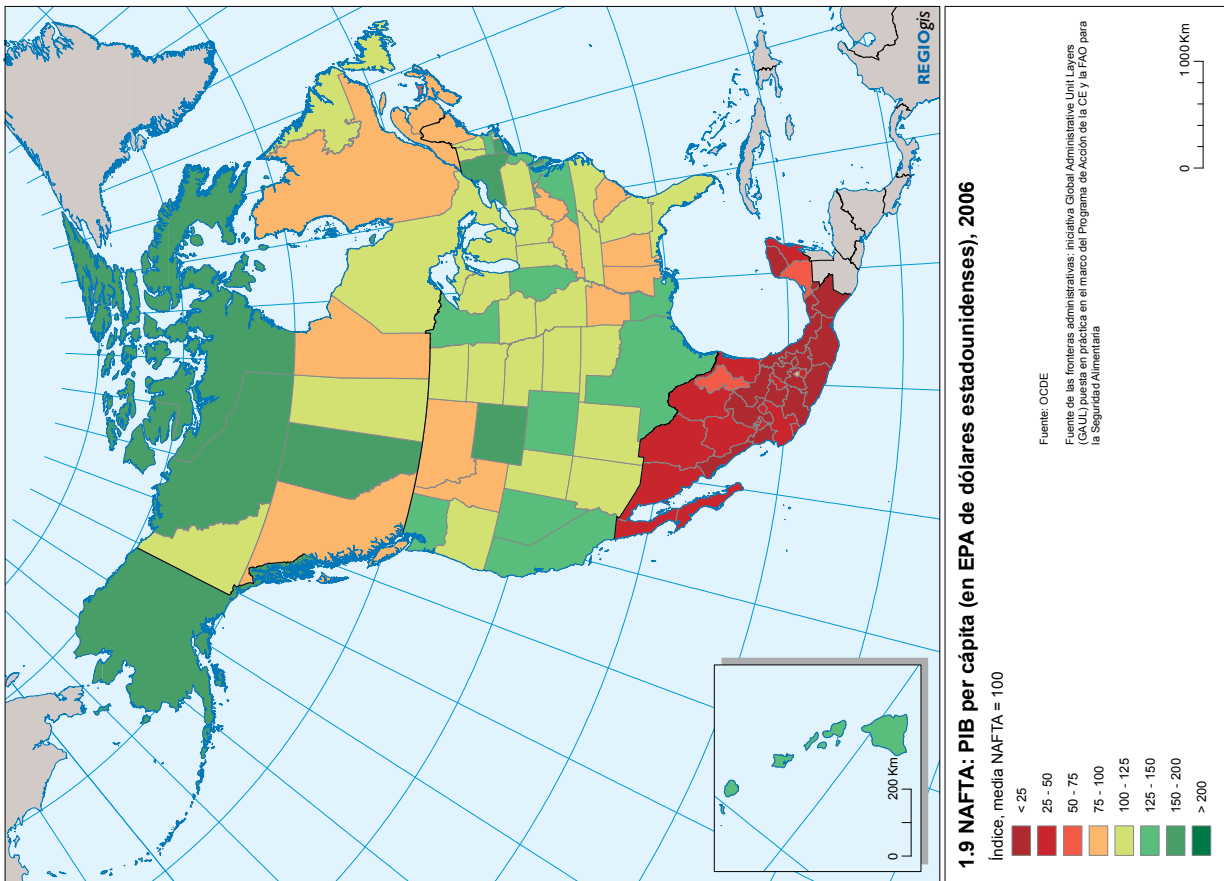 REGIOgis
0
200 Km
1.9 NAFTA: PIB per cápita (en EPA de dólares estadounidenses), 2006
Índice, media NAFTA = 100
< 25
25 - 50
50 - 75
75 - 100
100 - 125
125 - 150
150 - 200
> 200
Fuente: OCDE
Fuente de las fronteras administrativas: iniciativa Global Administrative Unit Layers
(GAUL) puesta en práctica en el marco del Programa de Acción de la CE y la FAO para
la Seguridad Alimentaria
0
1 000 Km